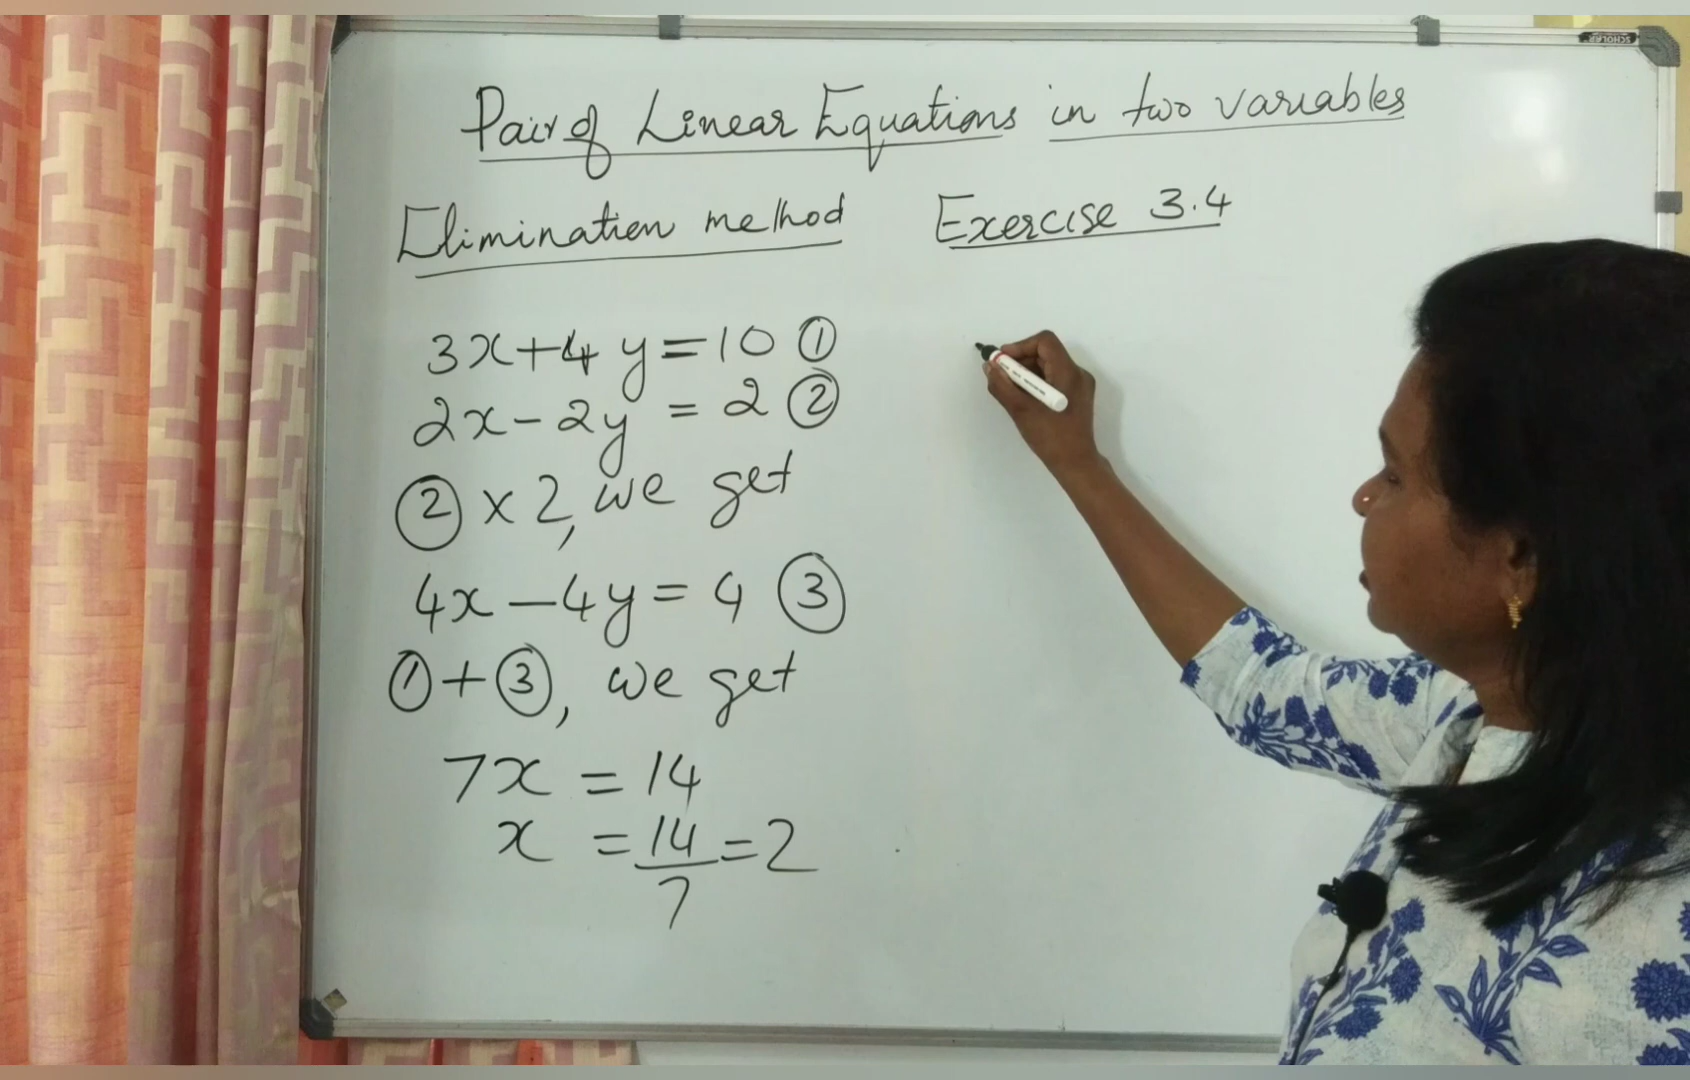 Pair of Linear Equations in two variables
Elimination method
Exercise 3.4
3x+4y=10 ①
2x-2y = 2 ②
② x 2, we get
4x-4y = 4 ③
①+③, we get
7x = 14
x = 14/7 = 2
SCHOLAR